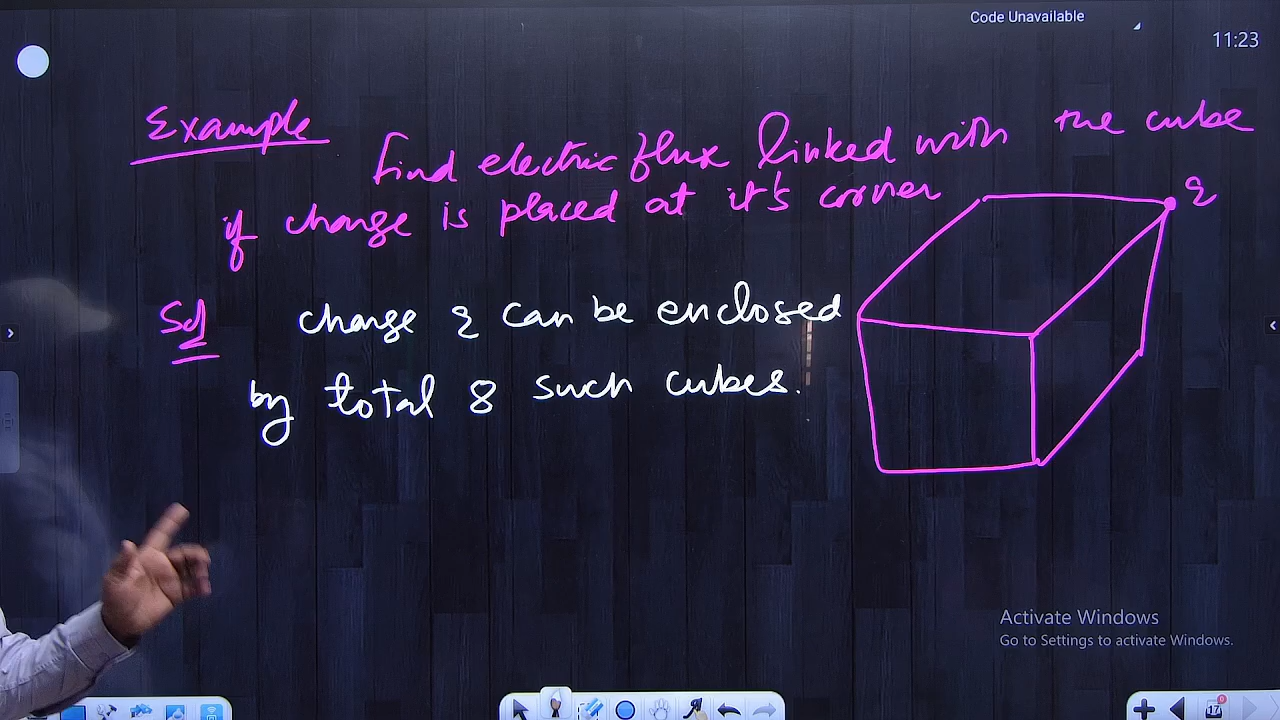 Code Unavailable
11:23
Example
Find electric flux linked with the cube
if charge is placed at it's corner
q
Sol
charge q can be enclosed
by total 8 such cubes.
Activate Windows
Go to Settings to activate Windows.